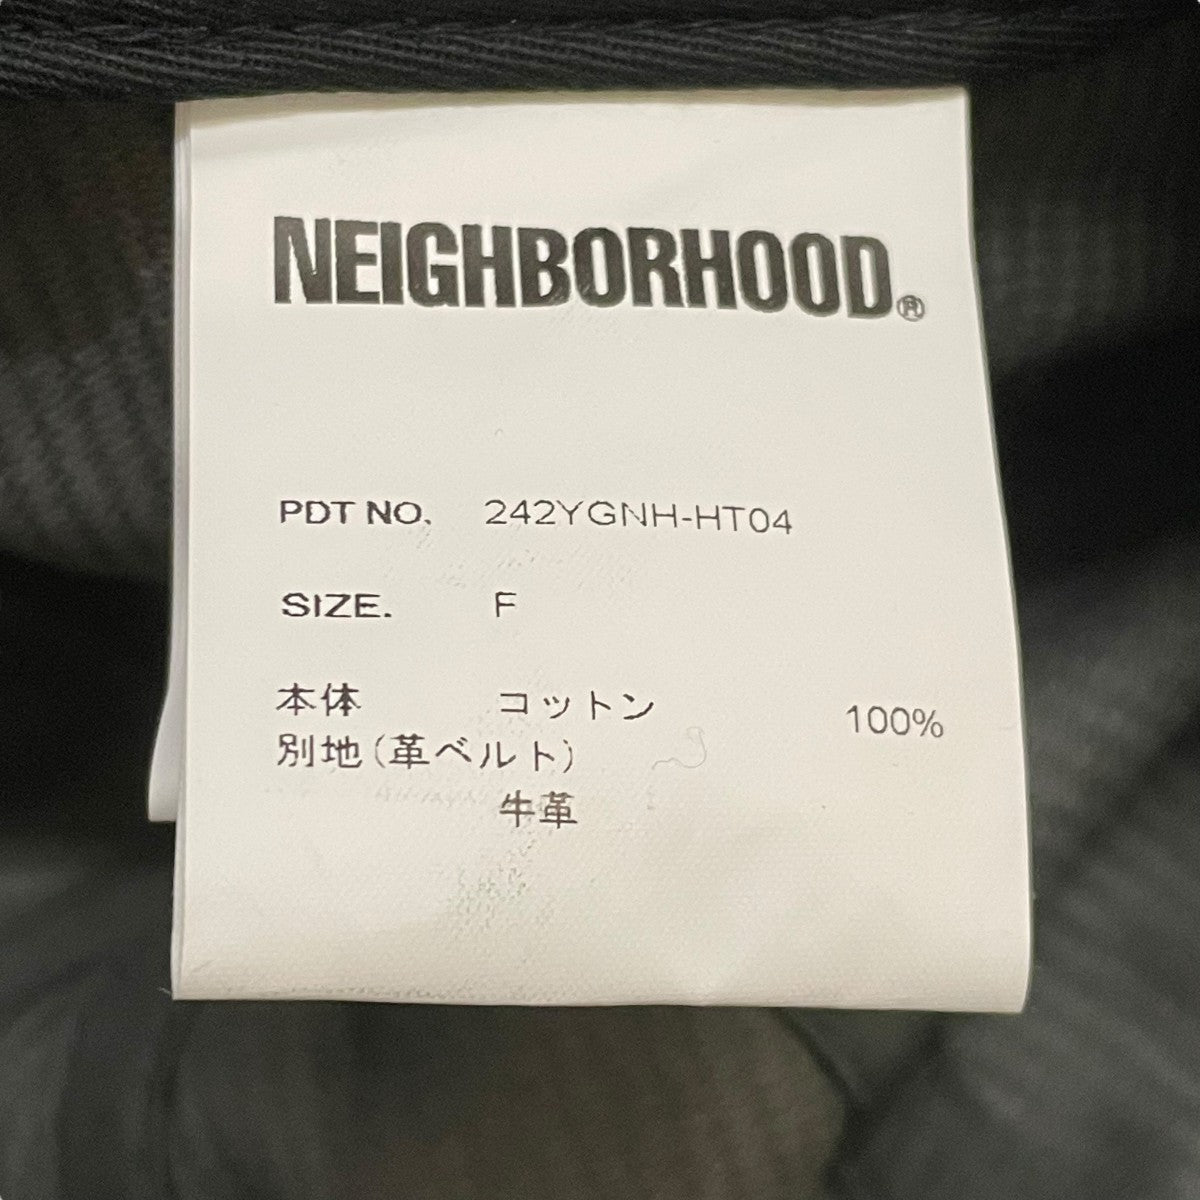 NEIGHBORHOOD®
PDT NO. 242YGNH-HT04
SIZE. F
本体 コットン 100%
別地(革ベルト)
牛革